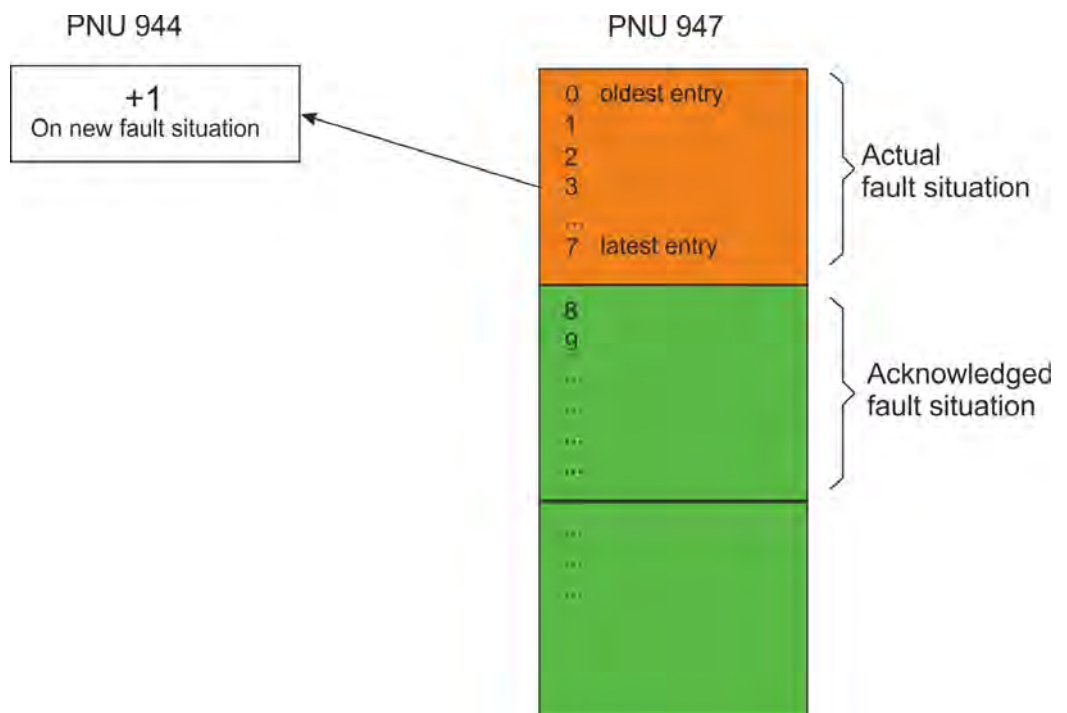 PNU 944
+1
On new fault situation
PNU 947
0 oldest entry
1
2
3
...
7 latest entry
8
9
...
...
...
...
...
...
...
Actual
fault situation
Acknowledged
fault situation